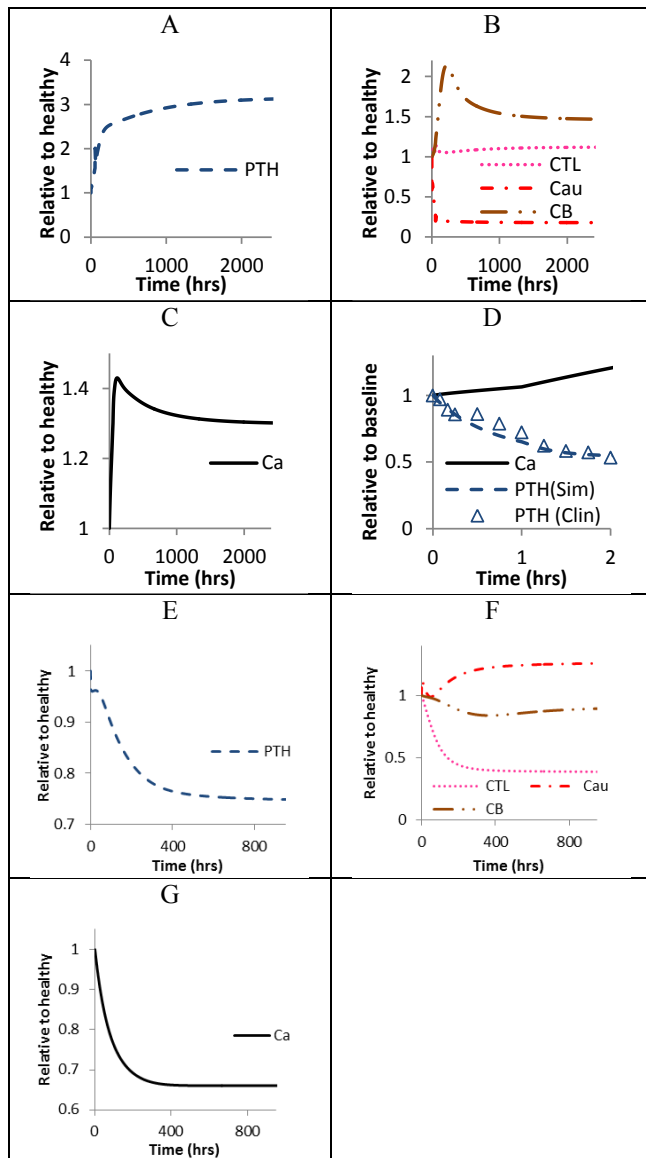 A
Relative to healthy
4
3
2
1
0
PTH
0 1000 2000
Time (hrs)
B
Relative to healthy
2
1.5
1
0.5
0
CTL
Cau
CB
0 1000 2000
Time (hrs)
C
Relative to healthy
1.4
1.2
1
Ca
0 1000 2000
Time (hrs)
D
Relative to baseline
1
0.5
0
Ca
PTH(Sim)
PTH (Clin)
0 1 2
Time (hrs)
E
Relative to healthy
1
0.9
0.8
0.7
PTH
0 400 800
Time (hrs)
F
Relative to healthy
1
0.5
0
CTL Cau
CB
0 400 800
Time (hrs)
G
Relative to healthy
1
0.9
0.8
0.7
0.6
Ca
0 400 800
Time (hrs)